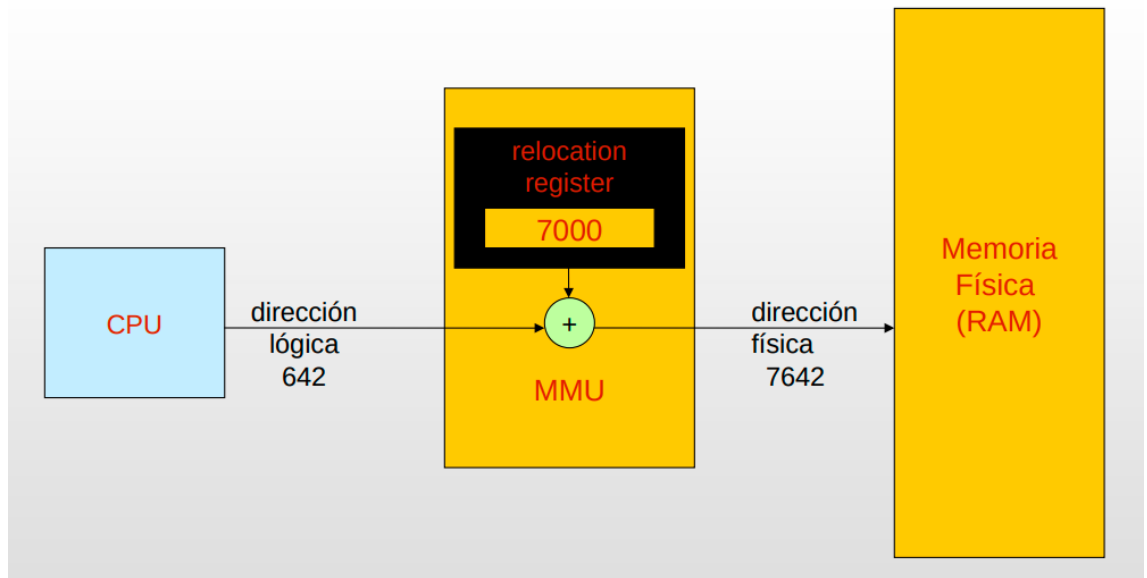 relocation
register
7000
CPU
dirección
lógica
642
+
MMU
dirección
física
7642
Memoria
Física
(RAM)